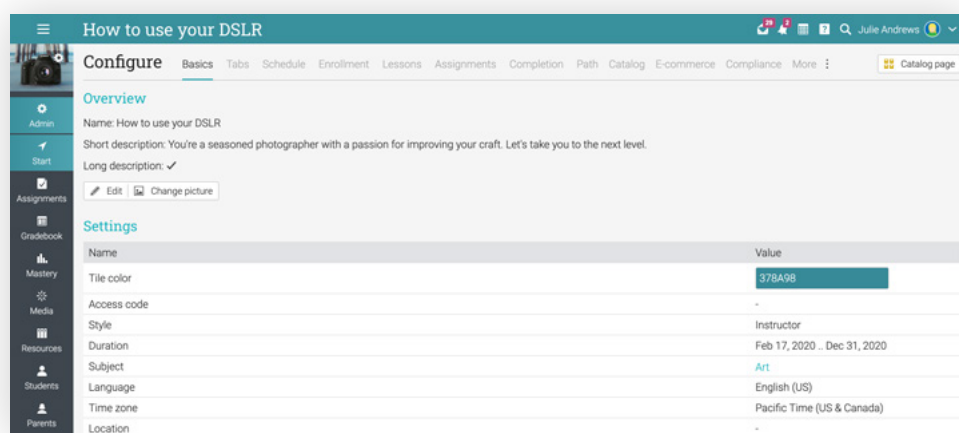 How to use your DSLR
29
2
Julie Andrews
Configure Basics Tabs Schedule Enrollment Lessons Assignments Completion Path Catalog E-commerce Compliance More
Catalog page
Admin
Start
Assignments
Gradebook
Mastery
Media
Resources
Students
Parents
Overview
Name: How to use your DSLR
Short description: You're a seasoned photographer with a passion for improving your craft. Let's take you to the next level.
Long description: ✓
Edit Change picture
Settings
Name Value
Tile color 378A98
Access code -
Style Instructor
Duration Feb 17, 2020 .. Dec 31, 2020
Subject Art
Language English (US)
Time zone Pacific Time (US & Canada)
Location -